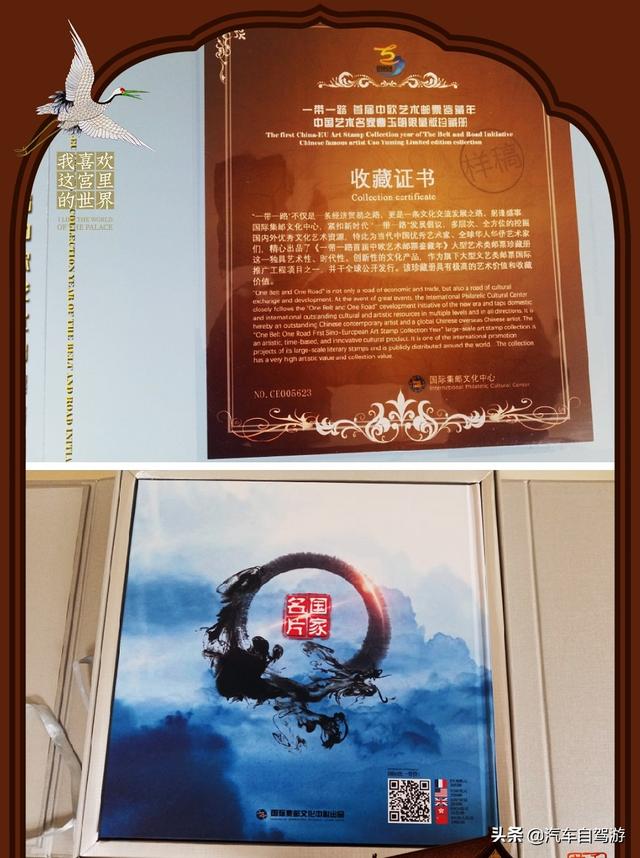 我喜欢
这宫里
的世界
I LIKE THE WORLD
OF THE PALACE
COLLECTION YEAR OF THE BELT AND ROAD INITIA
一带一路 首届中欧艺术邮票鉴藏年
中国艺术名家曹玉明限量版珍藏册
The first China-EU Art Stamp Collection year of The Belt and Road Initiative
Chinese famous artist Cao Yuming Limited edition collection
样稿
收藏证书
Collection certificate
“一带一路”不仅是一条经济贸易之路，更是一条文化交流发展之路，躬逢盛事，
国际集邮文化中心，紧扣新时代“一带一路”发展倡议，多层次、全方位的挖掘
国内外优秀文化艺术资源，特此为当代中国优秀艺术家、全球华人华侨艺术家
们，精心出品了《一带一路首届中欧艺术邮票鉴藏年》大型艺术类邮票珍藏册
这一独具艺术性、时代性、创新性的文化产品，作为旗下大型文艺类邮票国际
推广工程项目之一，并于全球公开发行。该珍藏册具有极高的艺术价值和收藏
价值。
"One Belt and One Road" is not only a road of economic and trade, but also a road of cultural
exchange and development. At the event of great events, the International Philatelic Cultural Center
closely follows the "One Belt and One Road" development initiative of the new era and taps domestic
and international outstanding cultural and artistic resources in multiple levels and in all directions. It is
hereby an outstanding Chinese contemporary artist and a global Chinese overseas Chinese artist. The
"One Belt: One Road First Sino-European Art Stamp Collection Year" large-scale art stamp collection is
an artistic, time-based, and innovative cultural product. It is one of the international promotion
projects of its large-scale literary stamps and is publicly distributed around the world. The collection
has a very high artistic value and collection value.
国际集邮文化中心
International Philatelic Cultural Center
NO.CE005623
国家
名片
国际集邮文化中心出品
头条 @汽车自驾游